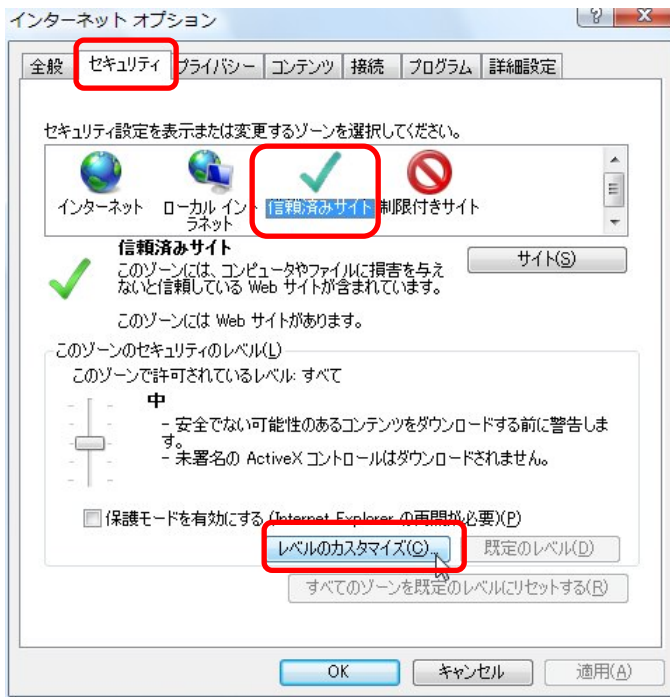 インターネット オプション
全般 セキュリティ プライバシー コンテンツ 接続 プログラム 詳細設定
セキュリティ設定を表示または変更するゾーンを選択してください。
インターネット ローカル イントラネット 信頼済みサイト 制限付きサイト
信頼済みサイト
サイト(S)
このゾーンには、コンピュータやファイルに損害を与え
ないと信頼している Web サイトが含まれています。
このゾーンには Web サイトがあります。
このゾーンのセキュリティのレベル(L)
このゾーンで許可されているレベル: すべて
中
- 安全でない可能性のあるコンテンツをダウンロードする前に警告しま
す。
- 未署名の ActiveX コントロールはダウンロードされません。
保護モードを有効にする (Internet Explorer の再開が必要)(P)
レベルのカスタマイズ(C)... 既定のレベル(D)
すべてのゾーンを既定のレベルにリセットする(R)
OK キャンセル 適用(A)